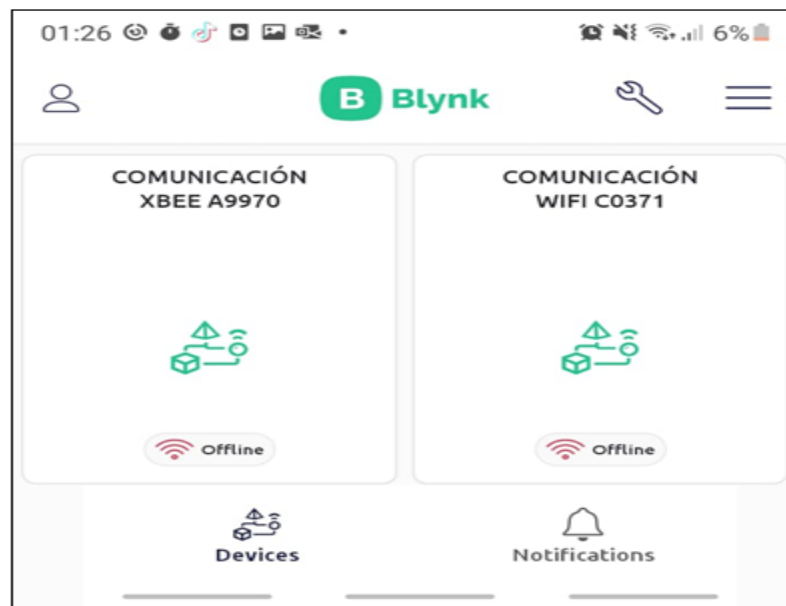 01:26
6%
B Blynk
COMUNICACIÓN
XBEE A9970
COMUNICACIÓN
WIFI C0371
Offline
Offline
Devices
Notifications